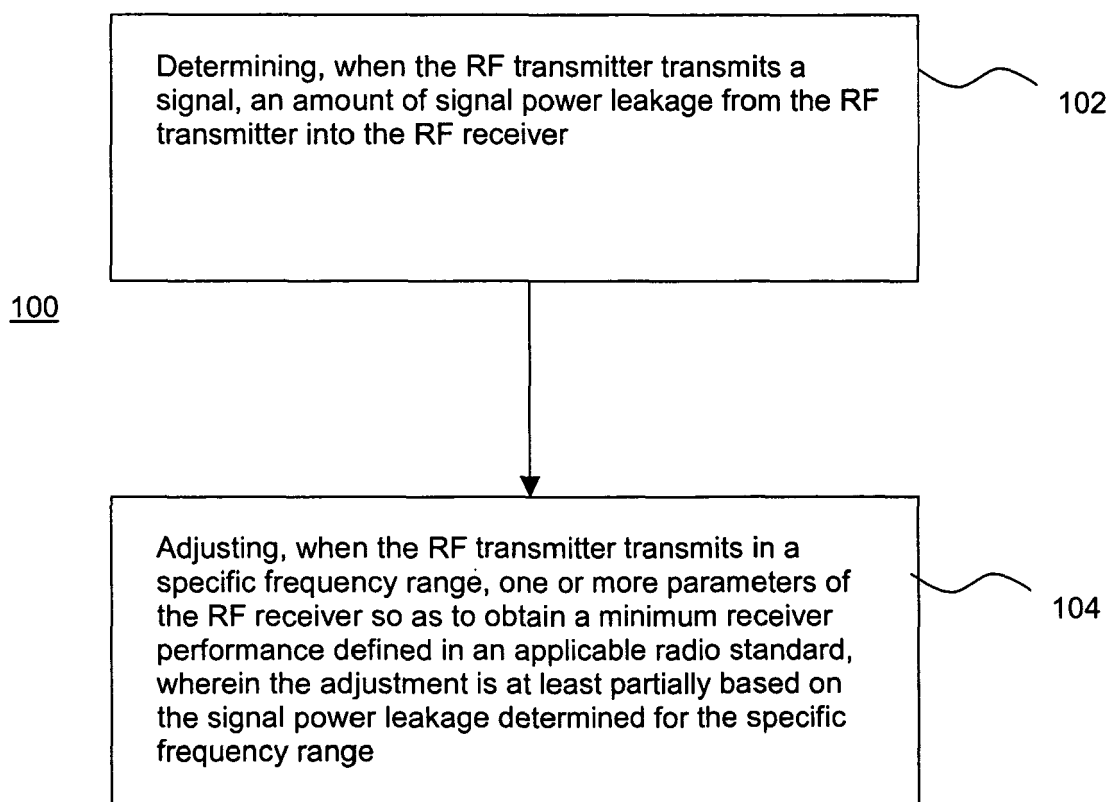 Determining, when the RF transmitter transmits a
signal, an amount of signal power leakage from the RF
transmitter into the RF receiver
102
100
Adjusting, when the RF transmitter transmits in a
specific frequency range, one or more parameters of
the RF receiver so as to obtain a minimum receiver
performance defined in an applicable radio standard,
wherein the adjustment is at least partially based on
the signal power leakage determined for the specific
frequency range
104